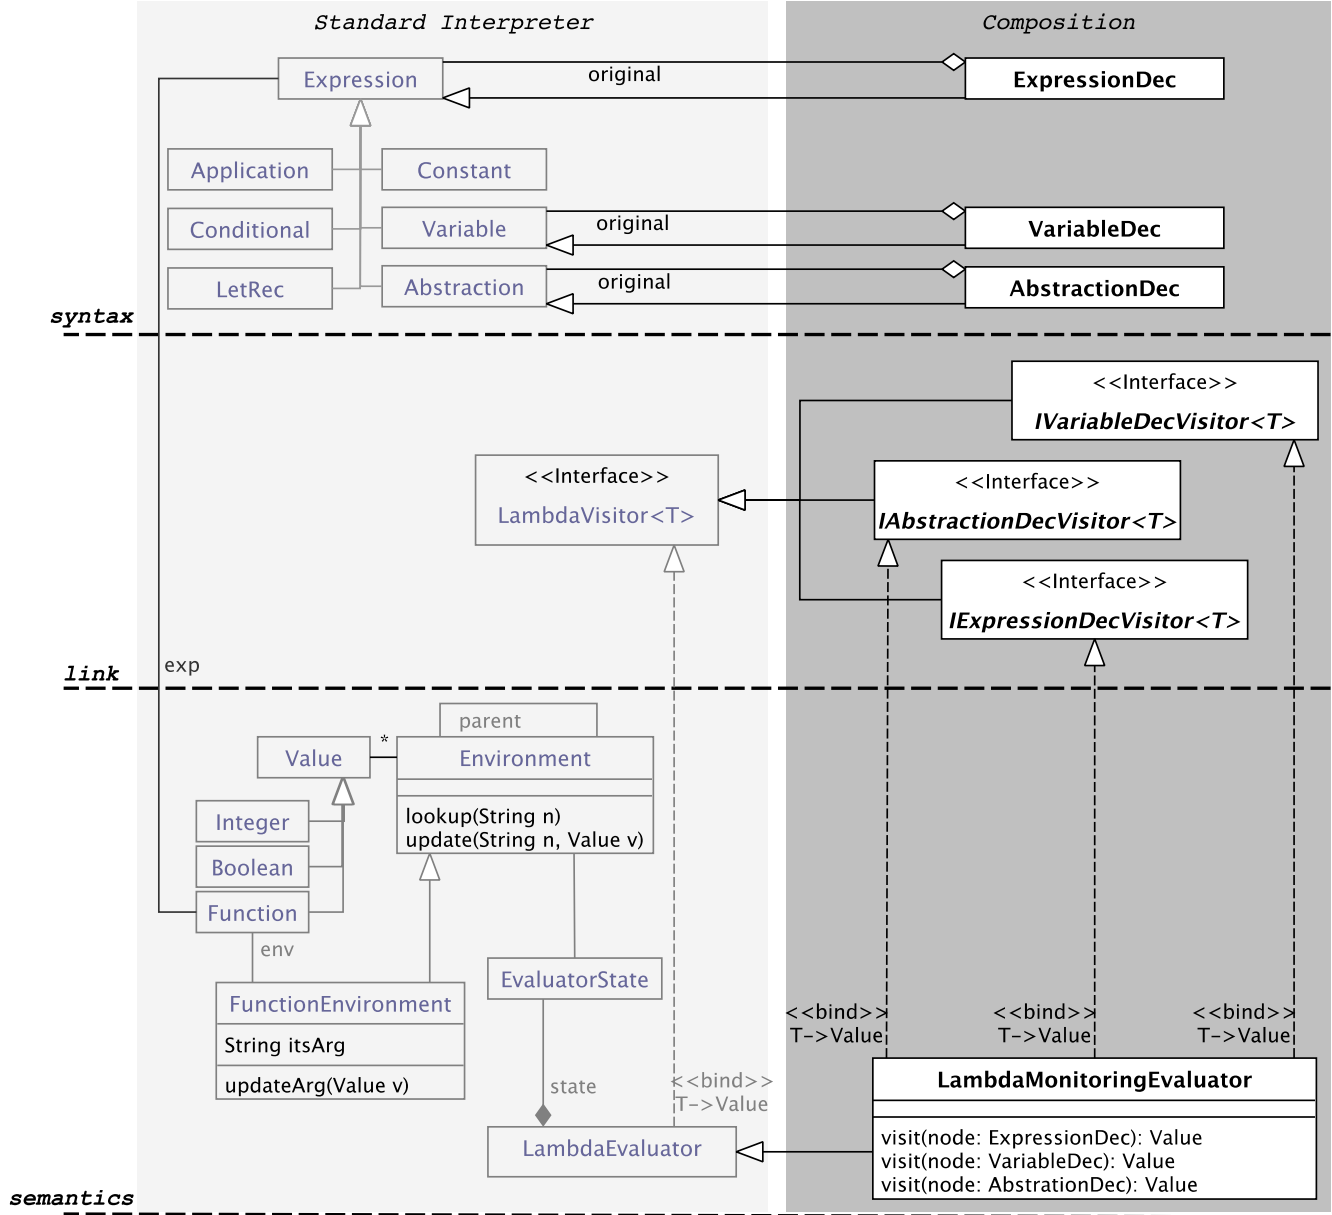 Standard Interpreter
Composition
Expression
original
ExpressionDec
Application
Constant
Conditional
Variable
original
VariableDec
LetRec
Abstraction
original
AbstractionDec
syntax
<<Interface>>
IVariableDecVisitor<T>
<<Interface>>
LambdaVisitor<T>
<<Interface>>
IAbstractionDecVisitor<T>
<<Interface>>
IExpressionDecVisitor<T>
exp
link
parent
Value
*
Environment
lookup(String n)
update(String n, Value v)
Integer
Boolean
Function
env
EvaluatorState
FunctionEnvironment
String itsArg
updateArg(Value v)
<<bind>>
T->Value
<<bind>>
T->Value
<<bind>>
T->Value
state
<<bind>>
T->Value
LambdaEvaluator
LambdaMonitoringEvaluator
visit(node: ExpressionDec): Value
visit(node: VariableDec): Value
visit(node: AbstrationDec): Value
semantics